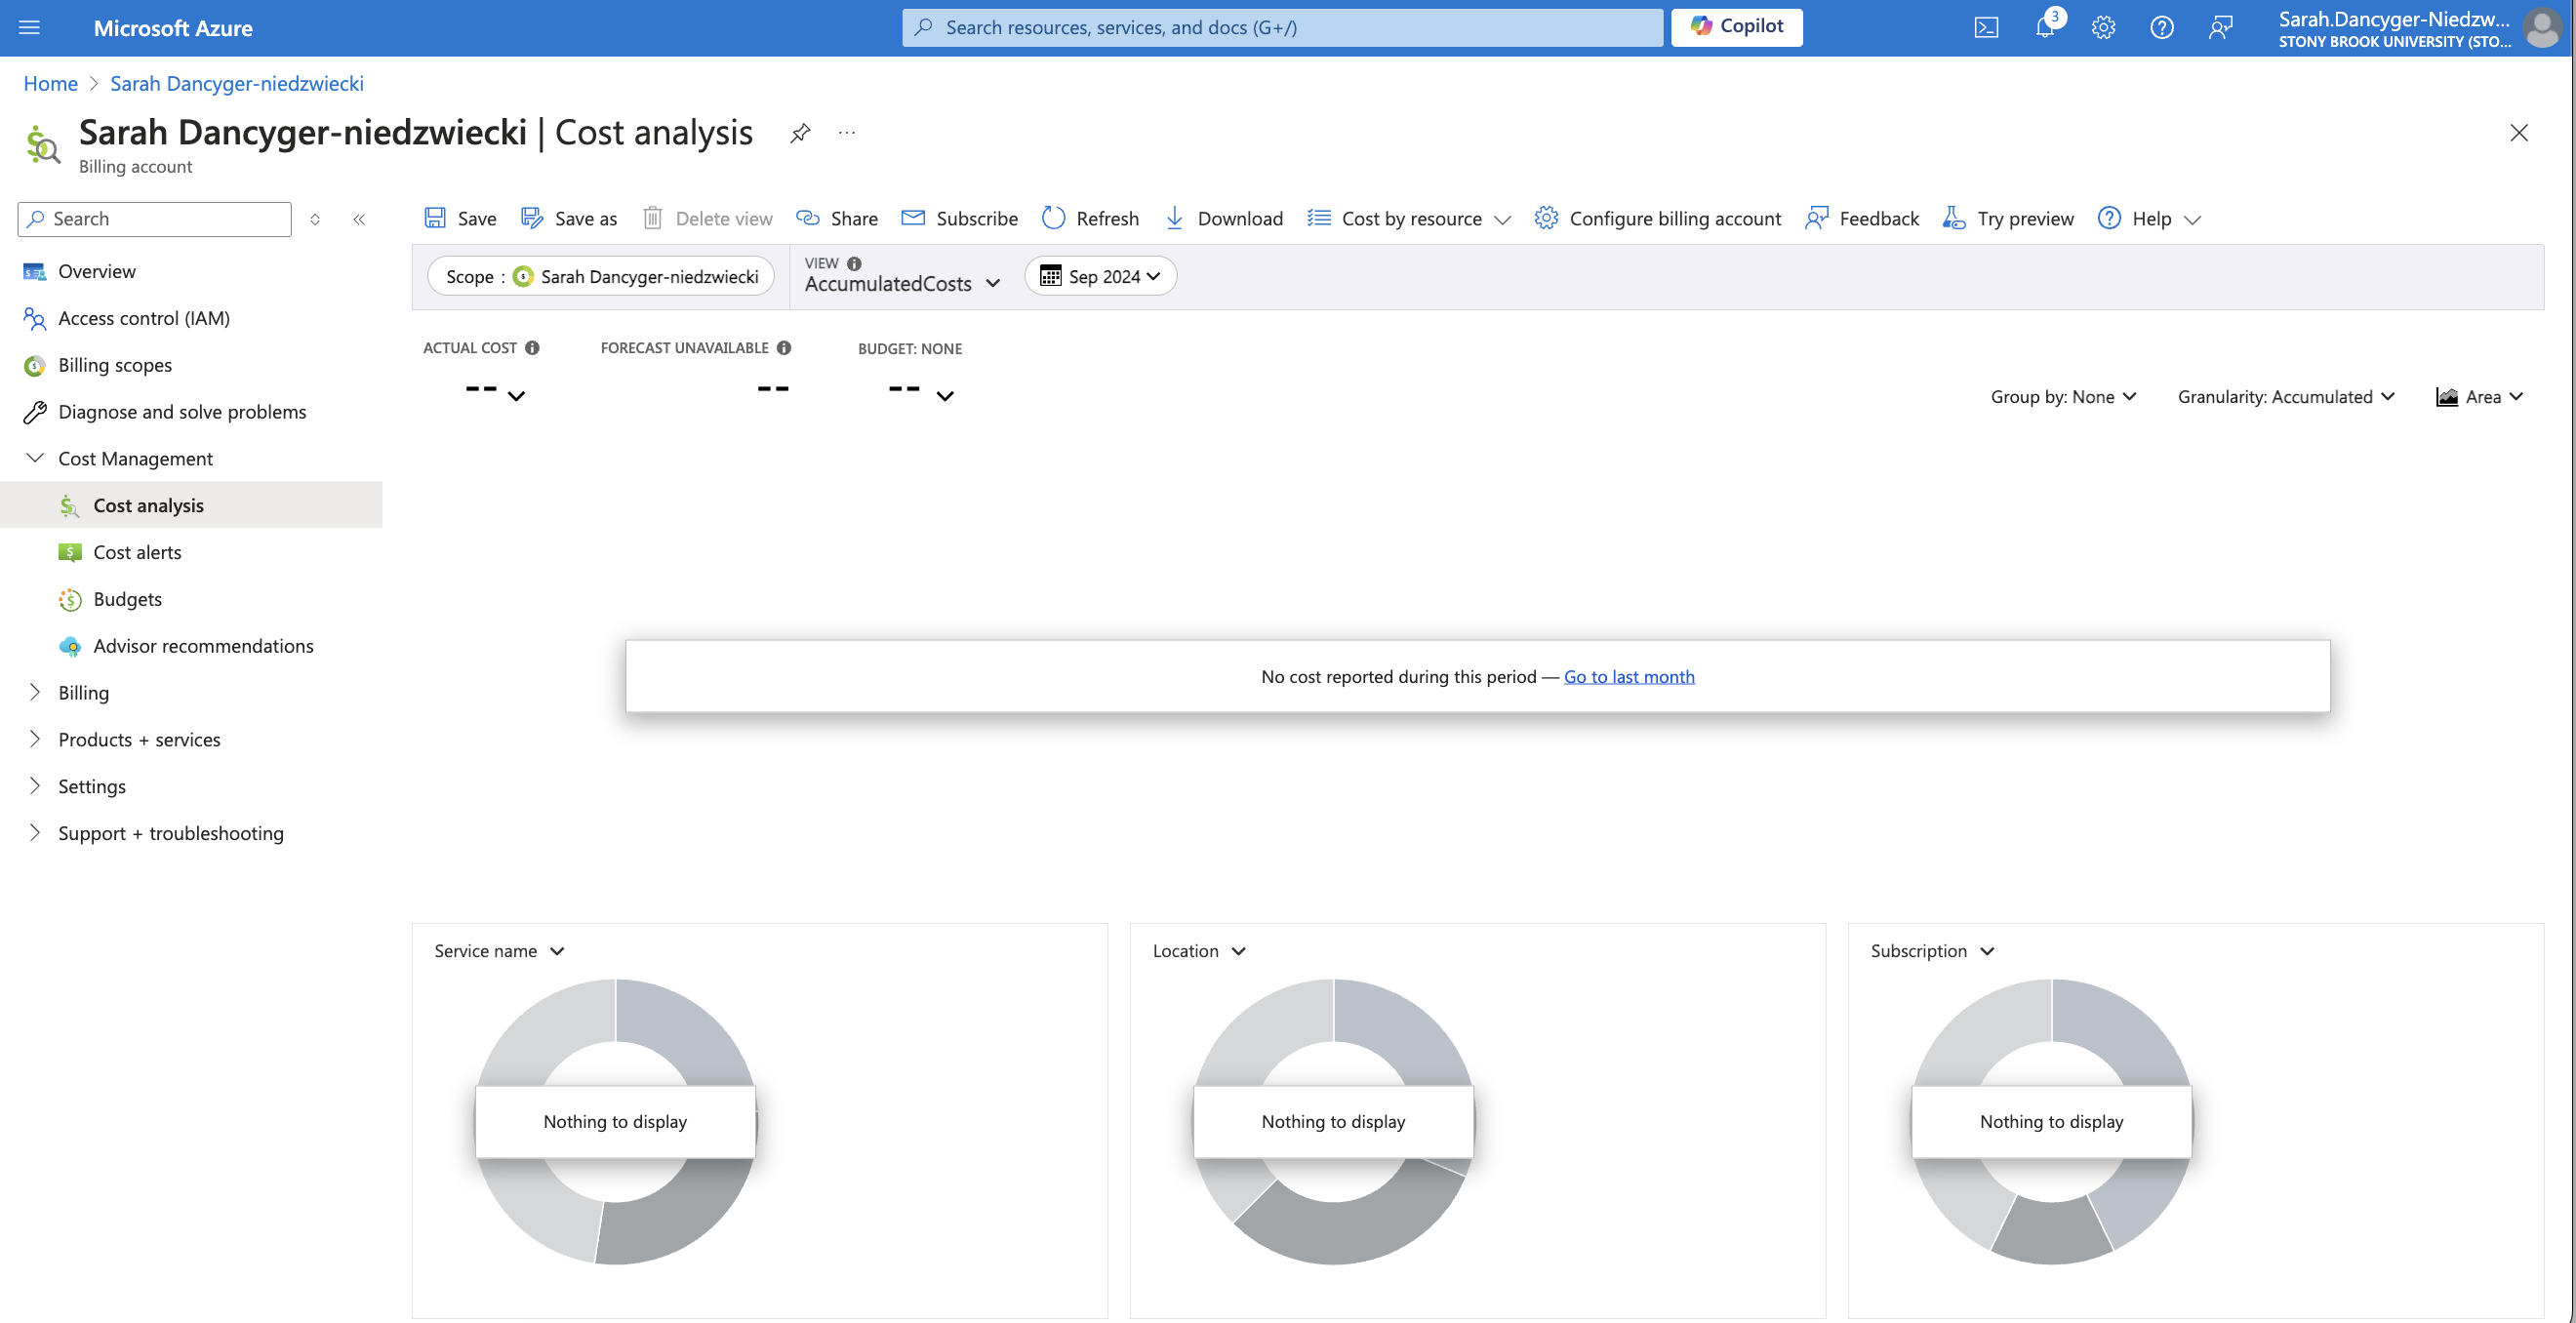 Microsoft Azure
Search resources, services, and docs (G+/)
Copilot
3
Sarah.Dancyger-Niedzw...
STONY BROOK UNIVERSITY (STO...
Home > Sarah Dancyger-niedzwiecki
Sarah Dancyger-niedzwiecki | Cost analysis
...
Billing account
Search
Save
Save as
Delete view
Share
Subscribe
Refresh
Download
Cost by resource
Configure billing account
Feedback
Try preview
Help
Overview
Access control (IAM)
Billing scopes
Diagnose and solve problems
Cost Management
Cost analysis
Cost alerts
Budgets
Advisor recommendations
Billing
Products + services
Settings
Support + troubleshooting
Scope : Sarah Dancyger-niedzwiecki
VIEW
AccumulatedCosts
Sep 2024
ACTUAL COST
--
FORECAST UNAVAILABLE
--
BUDGET: NONE
--
Group by: None
Granularity: Accumulated
Area
No cost reported during this period — Go to last month
Service name
Nothing to display
Location
Nothing to display
Subscription
Nothing to display